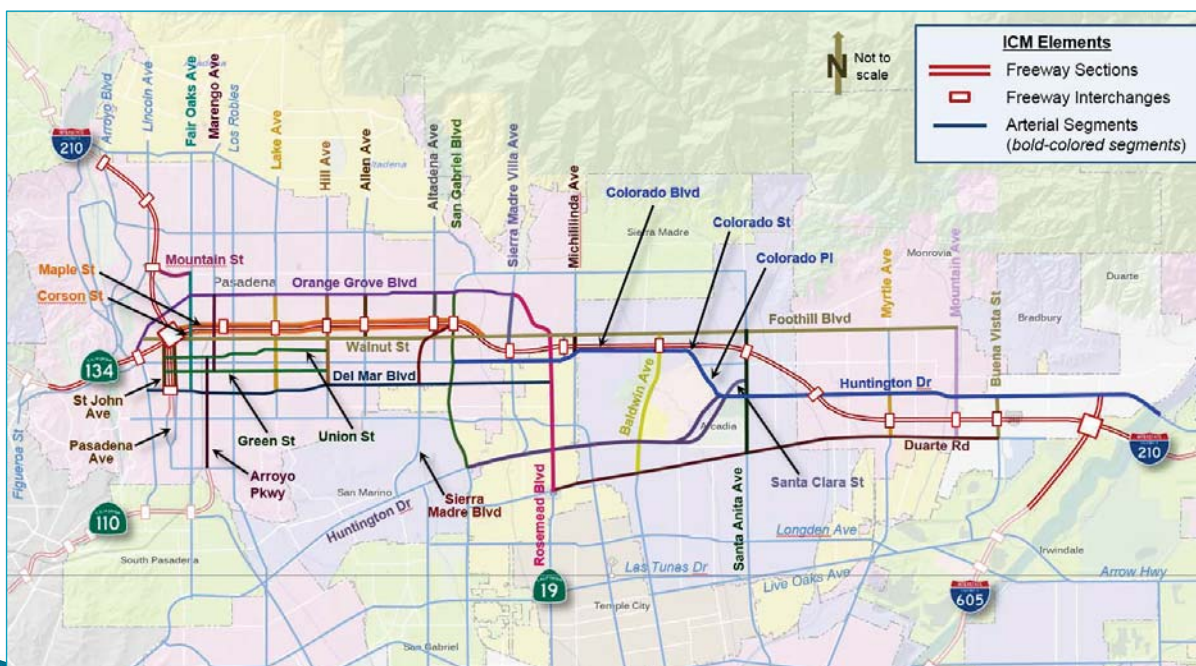 ICM Elements
Freeway Sections
Freeway Interchanges
Arterial Segments
(bold-colored segments)
N
Not to
scale
210
Arroyo Blvd
Lincoln Ave
Fair Oaks Ave
Marengo Ave
Los Robles
Lake Ave
Hill Ave
Allen Ave
Altadena Ave
San Gabriel Blvd
Sierra Madre Villa Ave
Michillinda Ave
Colorado Blvd
Colorado St
Colorado Pl
Sierra Madre
Myrtle Ave
Monrovia
Mountain Ave
Buena Vista St
Duarte
Bradbury
Mountain St
Maple St
Corson St
Pasadena
Orange Grove Blvd
Foothill Blvd
Walnut St
134
Del Mar Blvd
Baldwin Ave
Huntington Dr
St John
Ave
Pasadena
Ave
Green St
Union St
Arroyo
Pkwy
Arcadia
Duarte Rd
210
Santa Clara St
Figueroa St
San Marino
Sierra
Madre Blvd
Huntington Dr
Rosemead Blvd
Santa Anita Ave
Longden Ave
110
South Pasadena
Las Tunas Dr
Live Oaks Ave
Irwindale
Arrow Hwy
19
Temple City
605
San Gabriel